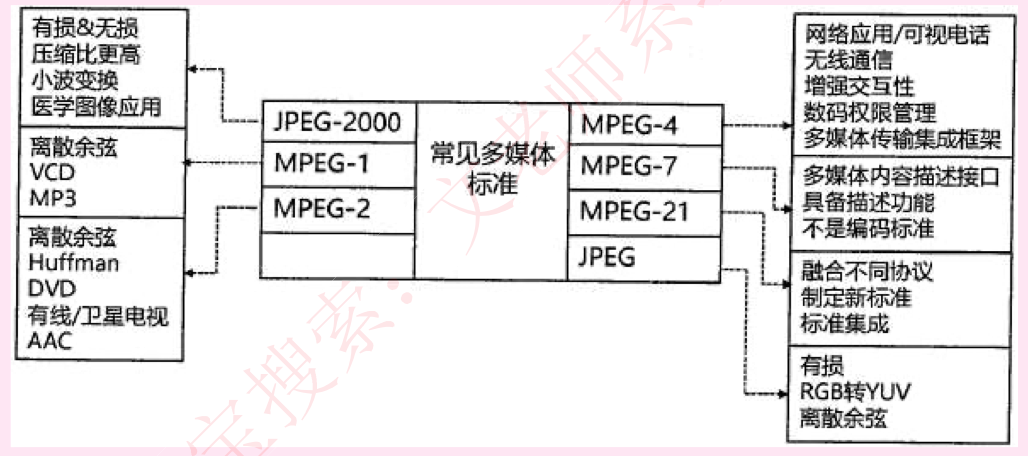 有损&无损
压缩比更高
小波变换
医学图像应用
离散余弦
VCD
MP3
离散余弦
Huffman
DVD
有线/卫星电视
AAC
JPEG-2000
MPEG-1
MPEG-2
常见多媒体
标准
MPEG-4
MPEG-7
MPEG-21
JPEG
网络应用/可视电话
无线通信
增强交互性
数码权限管理
多媒体传输集成框架
多媒体内容描述接口
具备描述功能
不是编码标准
融合不同协议
制定新标准
标准集成
有损
RGB转YUV
离散余弦
宝搜索：文老师系